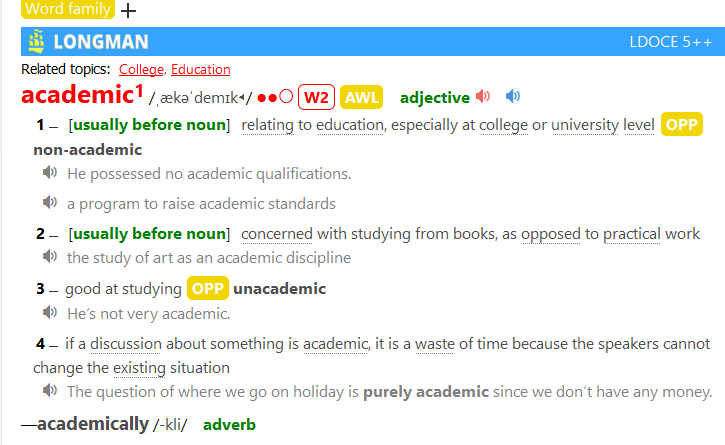 Word family
LONGMAN LDOCE 5++
Related topics: College, Education
academic1 /ˌækəˈdemɪk◂/ ●●○ W2 AWL adjective
1 – [usually before noun] relating to education, especially at college or university level OPP
non-academic
He possessed no academic qualifications.
a program to raise academic standards
2 – [usually before noun] concerned with studying from books, as opposed to practical work
the study of art as an academic discipline
3 – good at studying OPP unacademic
He’s not very academic.
4 – if a discussion about something is academic, it is a waste of time because the speakers cannot
change the existing situation
The question of where we go on holiday is purely academic since we don’t have any money.
—academically /-kli/ adverb